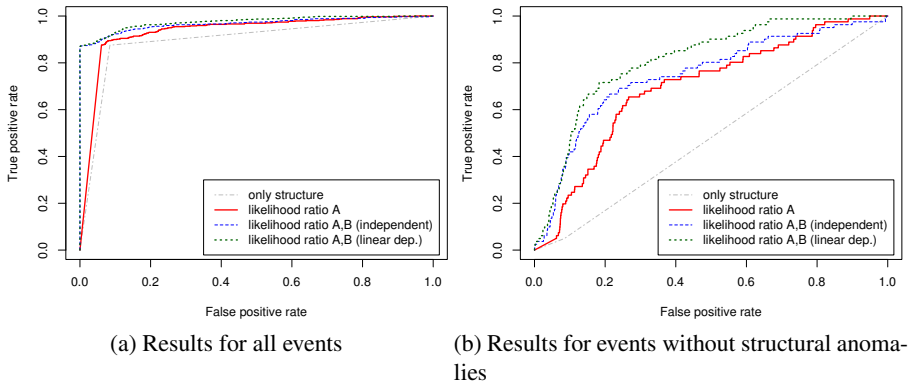 True positive rate
1.0
0.8
0.6
0.4
0.2
0.0
only structure
likelihood ratio A
likelihood ratio A,B (independent)
likelihood ratio A,B (linear dep.)
0.0 0.2 0.4 0.6 0.8 1.0
False positive rate
(a) Results for all events
True positive rate
1.0
0.8
0.6
0.4
0.2
0.0
only structure
likelihood ratio A
likelihood ratio A,B (independent)
likelihood ratio A,B (linear dep.)
0.0 0.2 0.4 0.6 0.8 1.0
False positive rate
(b) Results for events without structural anoma-
lies